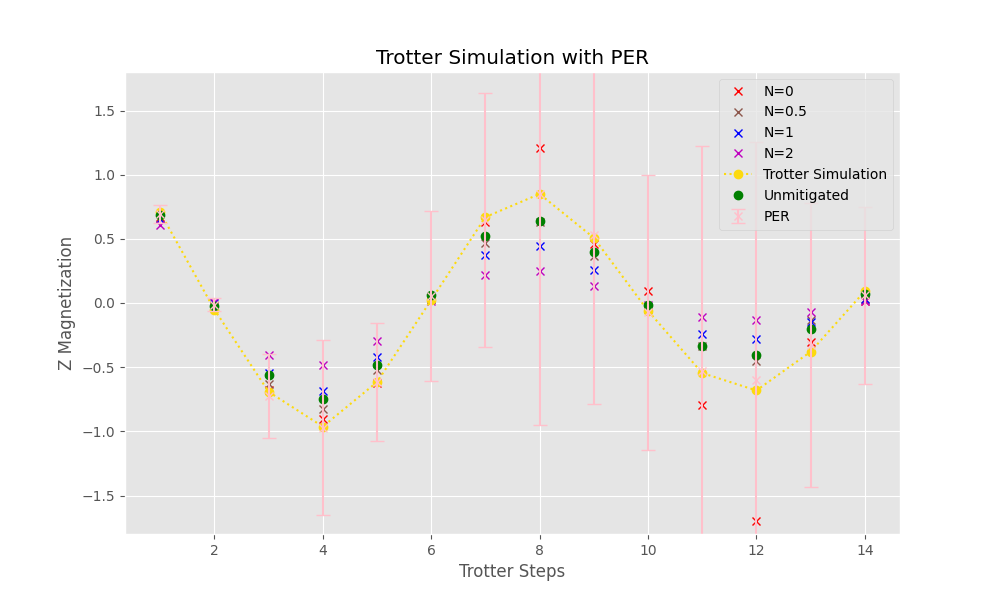 Trotter Simulation with PER
Z Magnetization
1.5
1.0
0.5
0.0
−0.5
−1.0
−1.5
2
4
6
8
10
12
14
Trotter Steps
N=0
N=0.5
N=1
N=2
Trotter Simulation
Unmitigated
PER